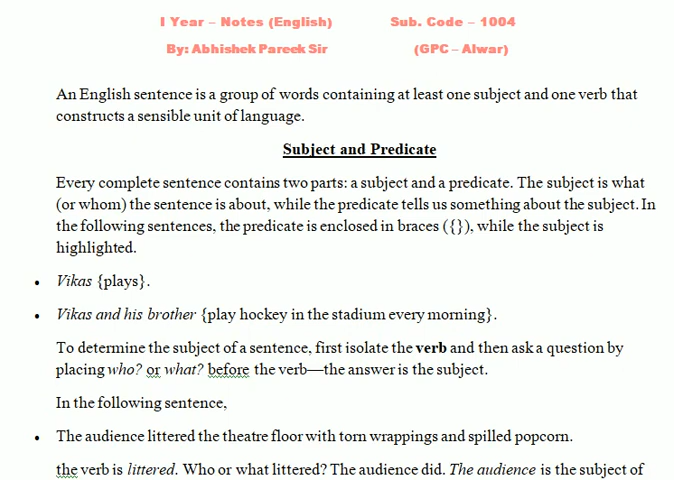 I Year – Notes (English) Sub. Code – 1004
By: Abhishek Pareek Sir (GPC – Alwar)
An English sentence is a group of words containing at least one subject and one verb that
constructs a sensible unit of language.
Subject and Predicate
Every complete sentence contains two parts: a subject and a predicate. The subject is what
(or whom) the sentence is about, while the predicate tells us something about the subject. In
the following sentences, the predicate is enclosed in braces ({}), while the subject is
highlighted.
• Vikas {plays}.
• Vikas and his brother {play hockey in the stadium every morning}.
To determine the subject of a sentence, first isolate the verb and then ask a question by
placing who? or what? before the verb—the answer is the subject.
In the following sentence,
• The audience littered the theatre floor with torn wrappings and spilled popcorn.
the verb is littered. Who or what littered? The audience did. The audience is the subject of